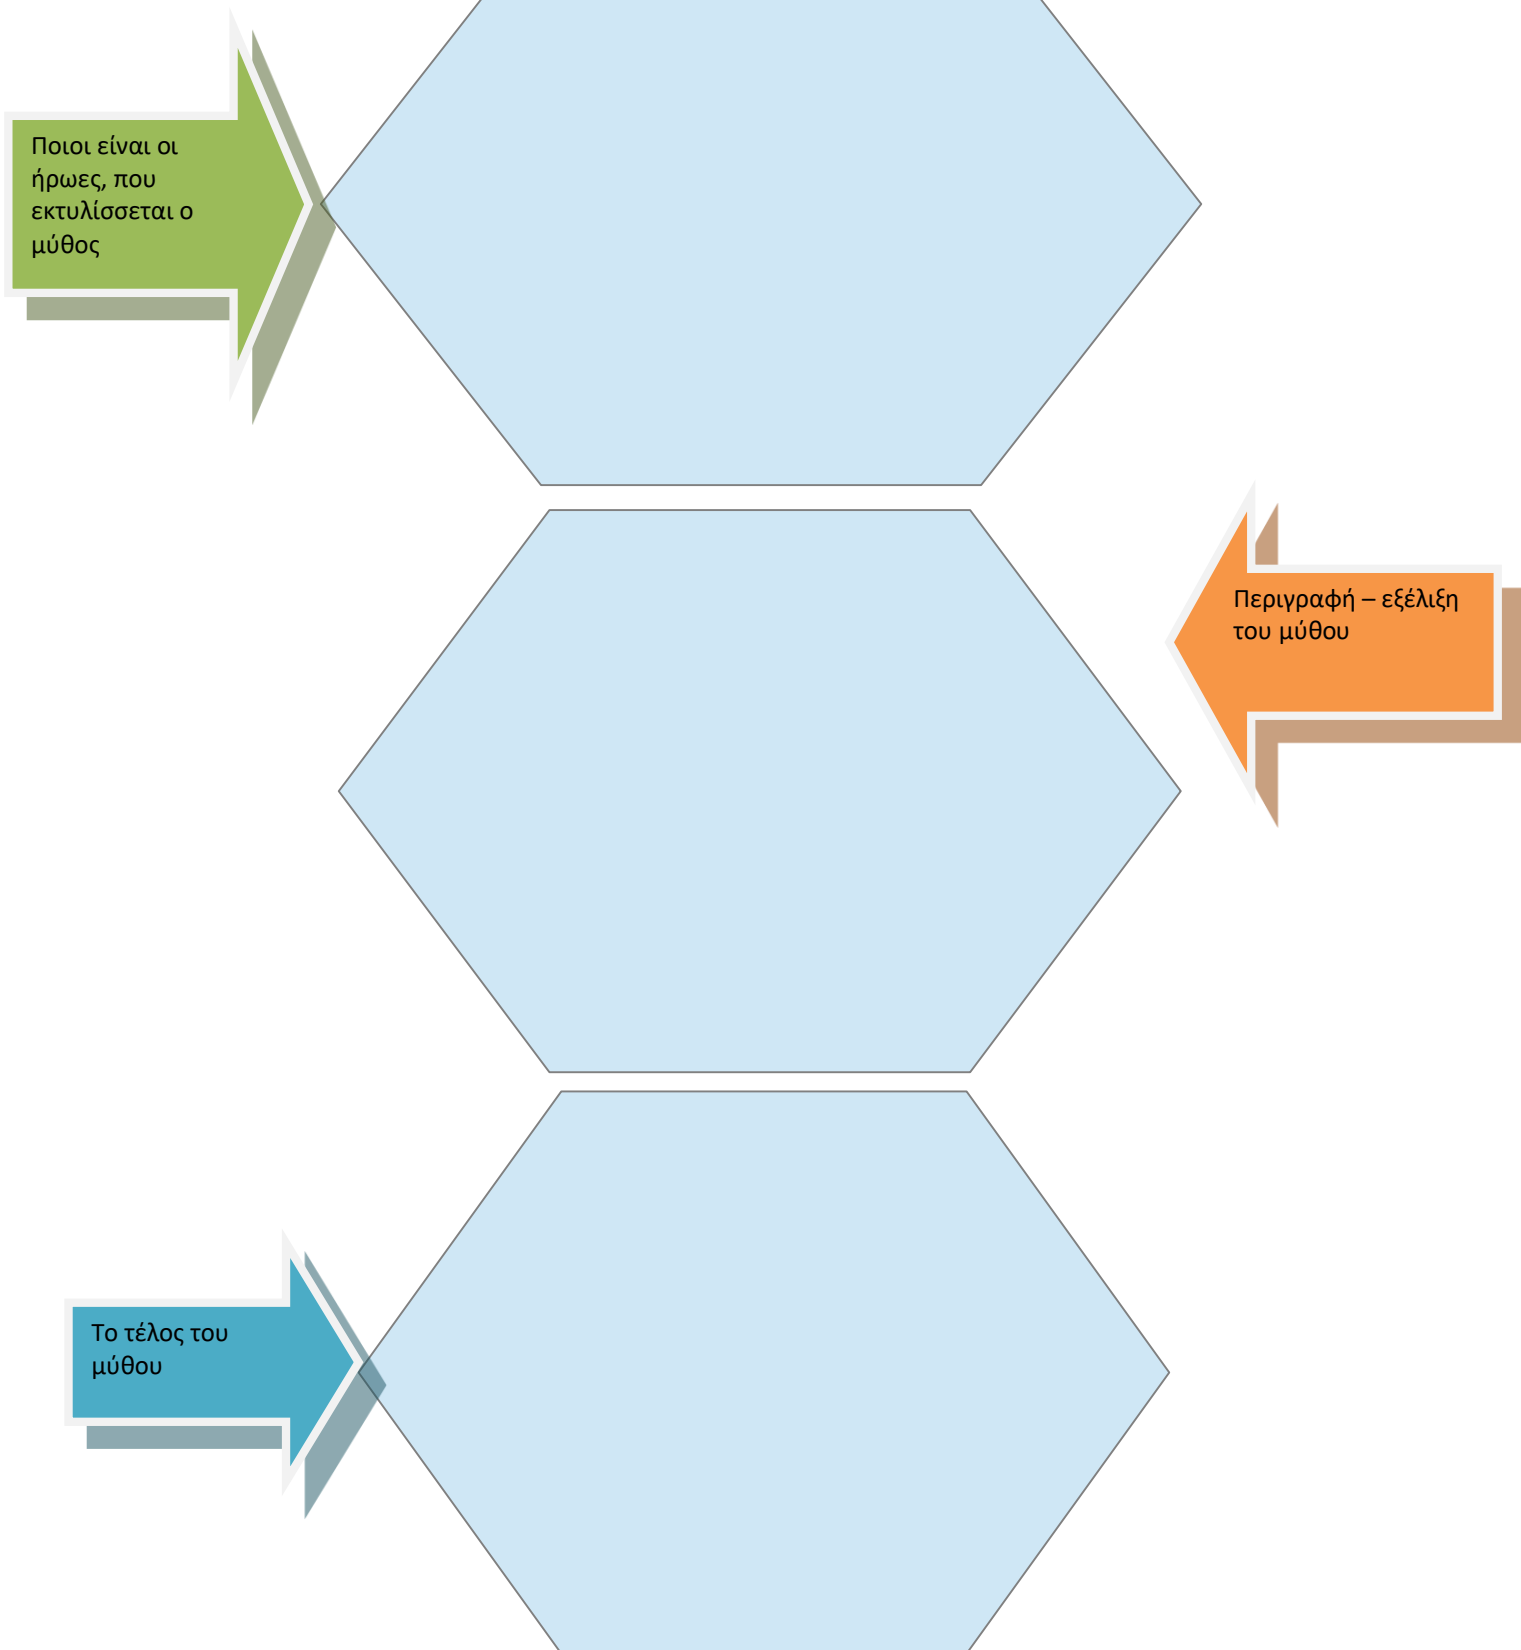 Ποιοι είναι οι
ήρωες, που
εκτυλίσσεται ο
μύθος
Περιγραφή – εξέλιξη
του μύθου
Το τέλος του
μύθου